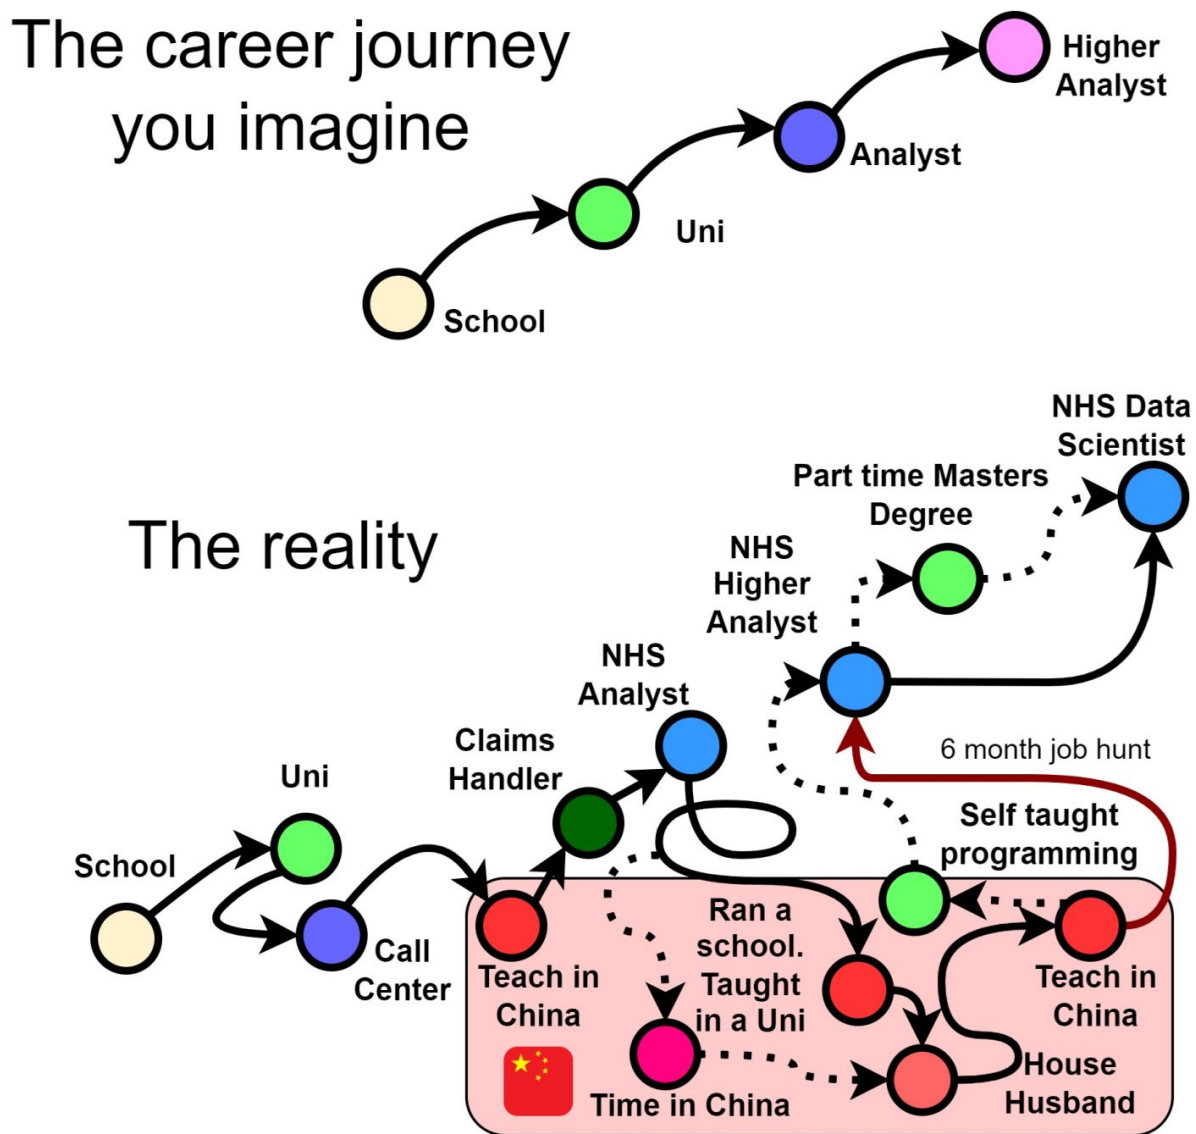 The career journey
you imagine
Higher
Analyst
Analyst
Uni
School
The reality
NHS Data
Scientist
Part time Masters
Degree
NHS
Higher
Analyst
NHS
Analyst
6 month job hunt
Claims
Handler
Uni
Self taught
programming
School
Call
Center
Teach in
China
Ran a
school.
Taught
in a Uni
Teach in
China
Time in China
House
Husband